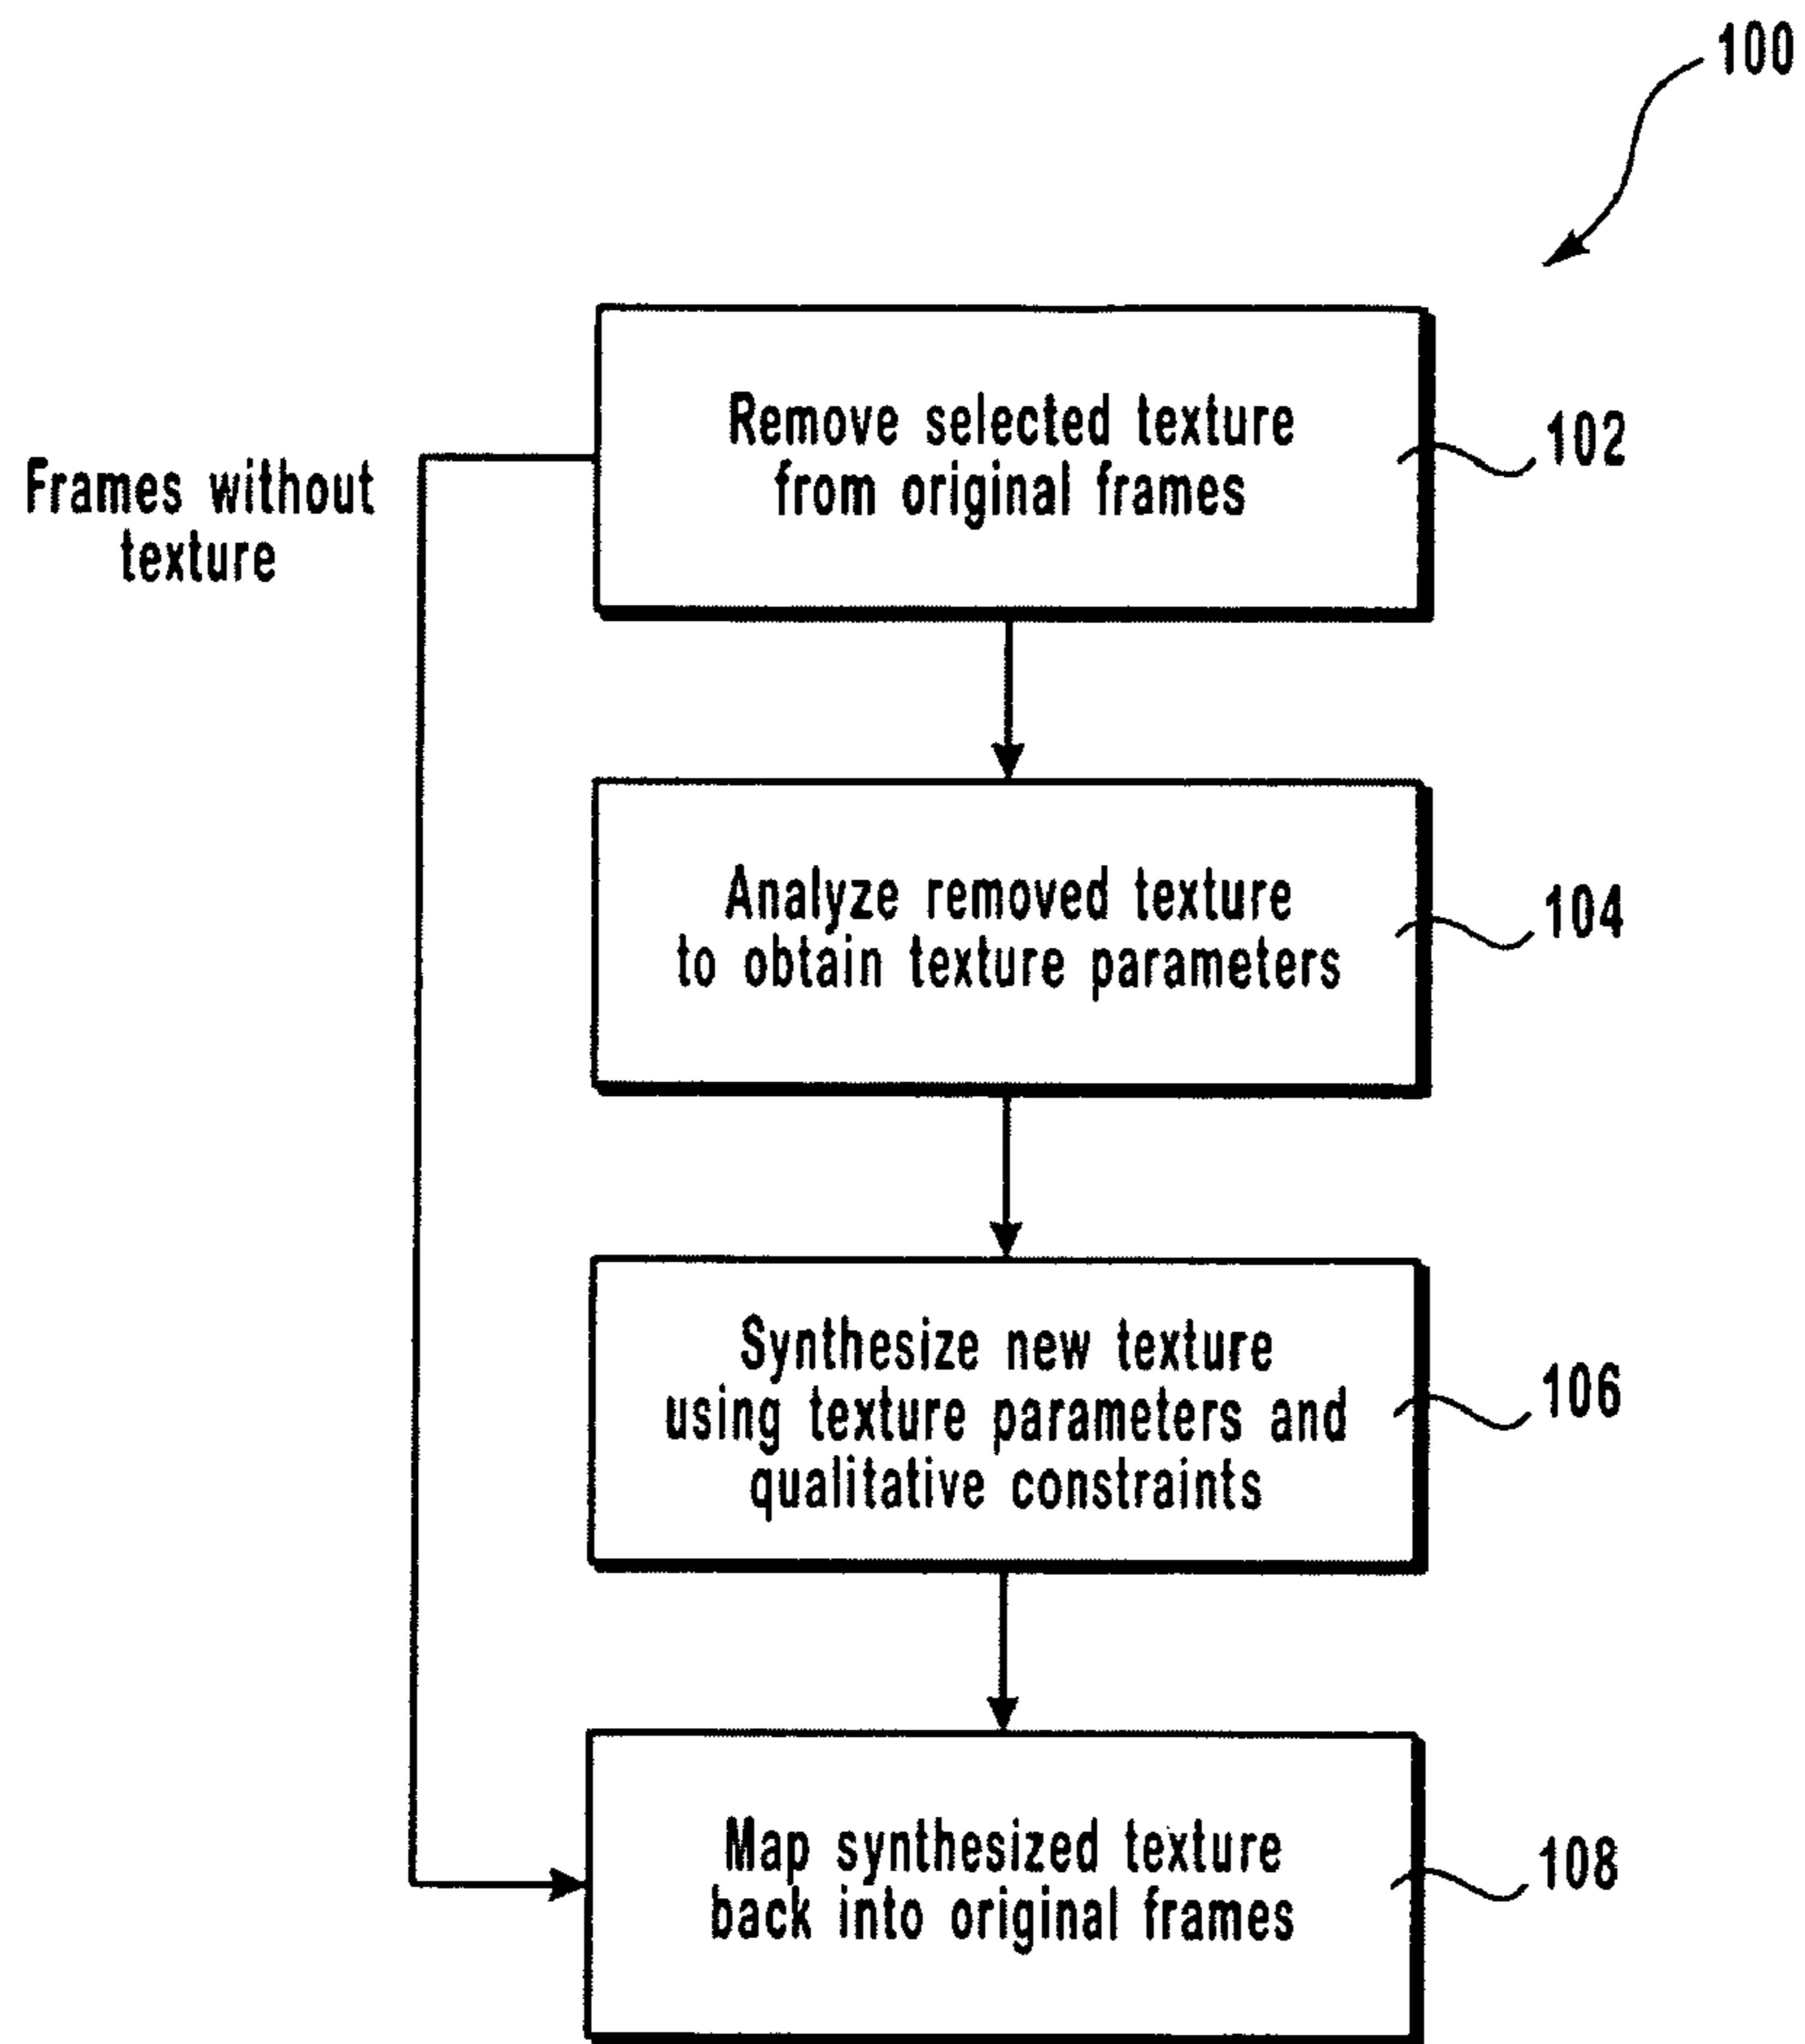 100
Remove selected texture
from original frames
102
Frames without
texture
Analyze removed texture
to obtain texture parameters
104
Synthesize new texture
using texture parameters and
qualitative constraints
106
Map synthesized texture
back into original frames
108